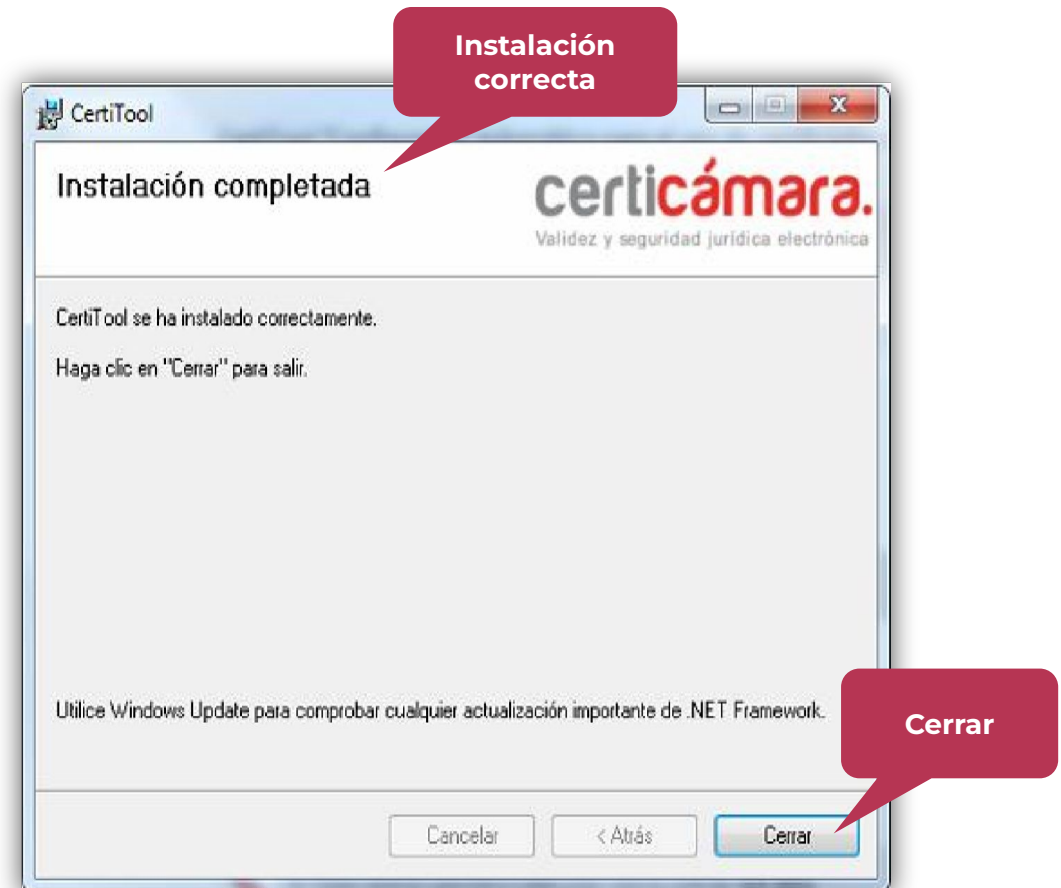 Instalación
correcta
CertiTool
Instalación completada
certicámara.
Validez y seguridad jurídica electrónica
CertiTool se ha instalado correctamente.
Haga clic en "Cerrar" para salir.
Utilice Windows Update para comprobar cualquier actualización importante de .NET Framework.
Cerrar
Cancelar
< Atrás
Cerrar